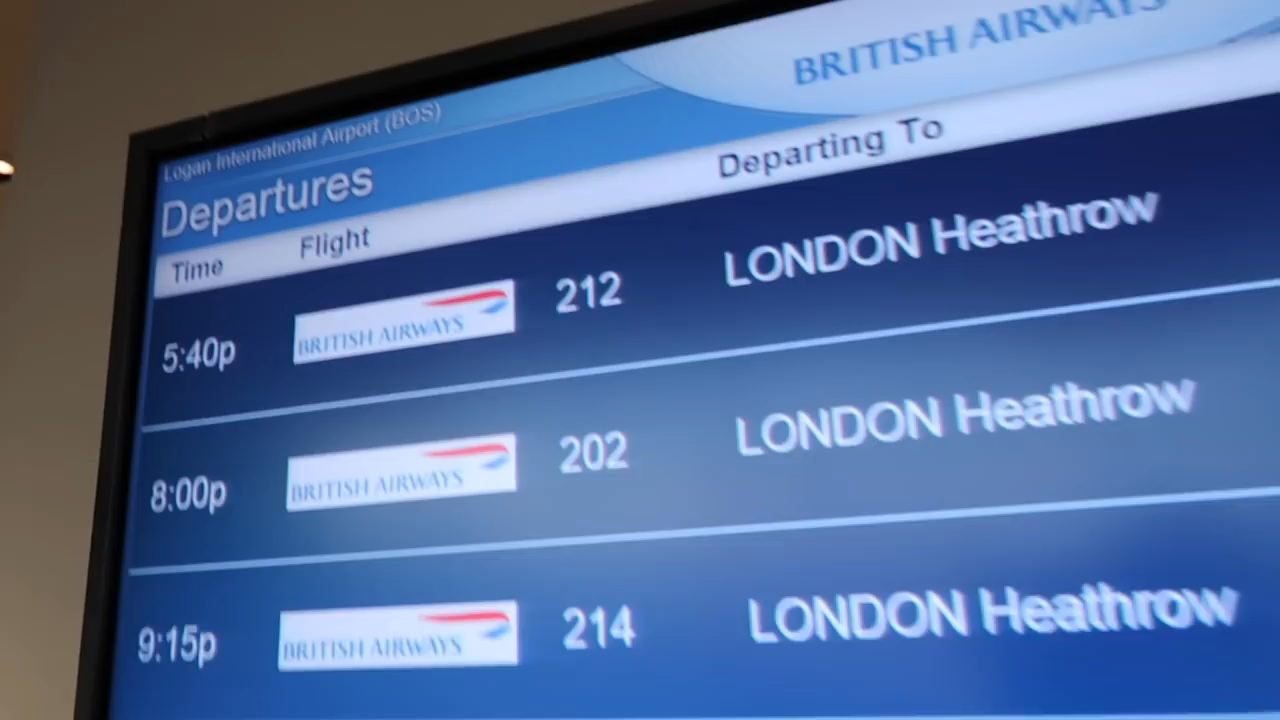 BRITISH AIRWAYS
Logan International Airport (BOS)
Departures
Time Flight Departing To
5:40p BRITISH AIRWAYS 212 LONDON Heathrow
8:00p BRITISH AIRWAYS 202 LONDON Heathrow
9:15p BRITISH AIRWAYS 214 LONDON Heathrow